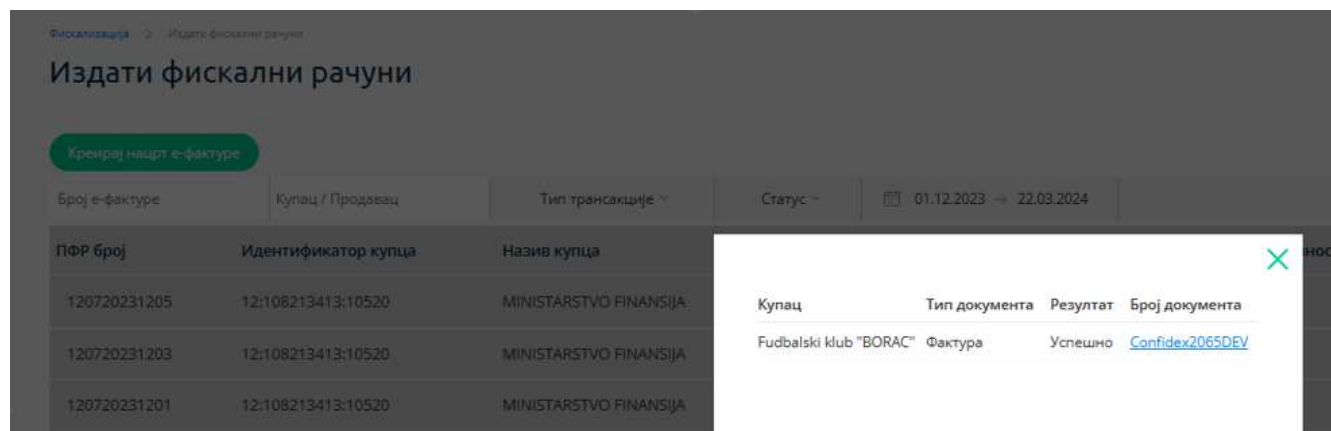 Фискализација > Издати фискални рачуни
Издати фискални рачуни
Креирај нацрт е-фактуре
Број е-фактуре Купац / Продавац Тип трансакције Статус 01.12.2023 → 22.03.2024
ПФР број Идентификатор купца Назив купца
120720231205 12:108213413:10520 MINISTARSTVO FINANSIJA
120720231203 12:108213413:10520 MINISTARSTVO FINANSIJA
120720231201 12:108213413:10520 MINISTARSTVO FINANSIJA
Купац Тип документа Резултат Број документа
Fudbalski klub "BORAC" Фактура Успешно Confidex2065DEV